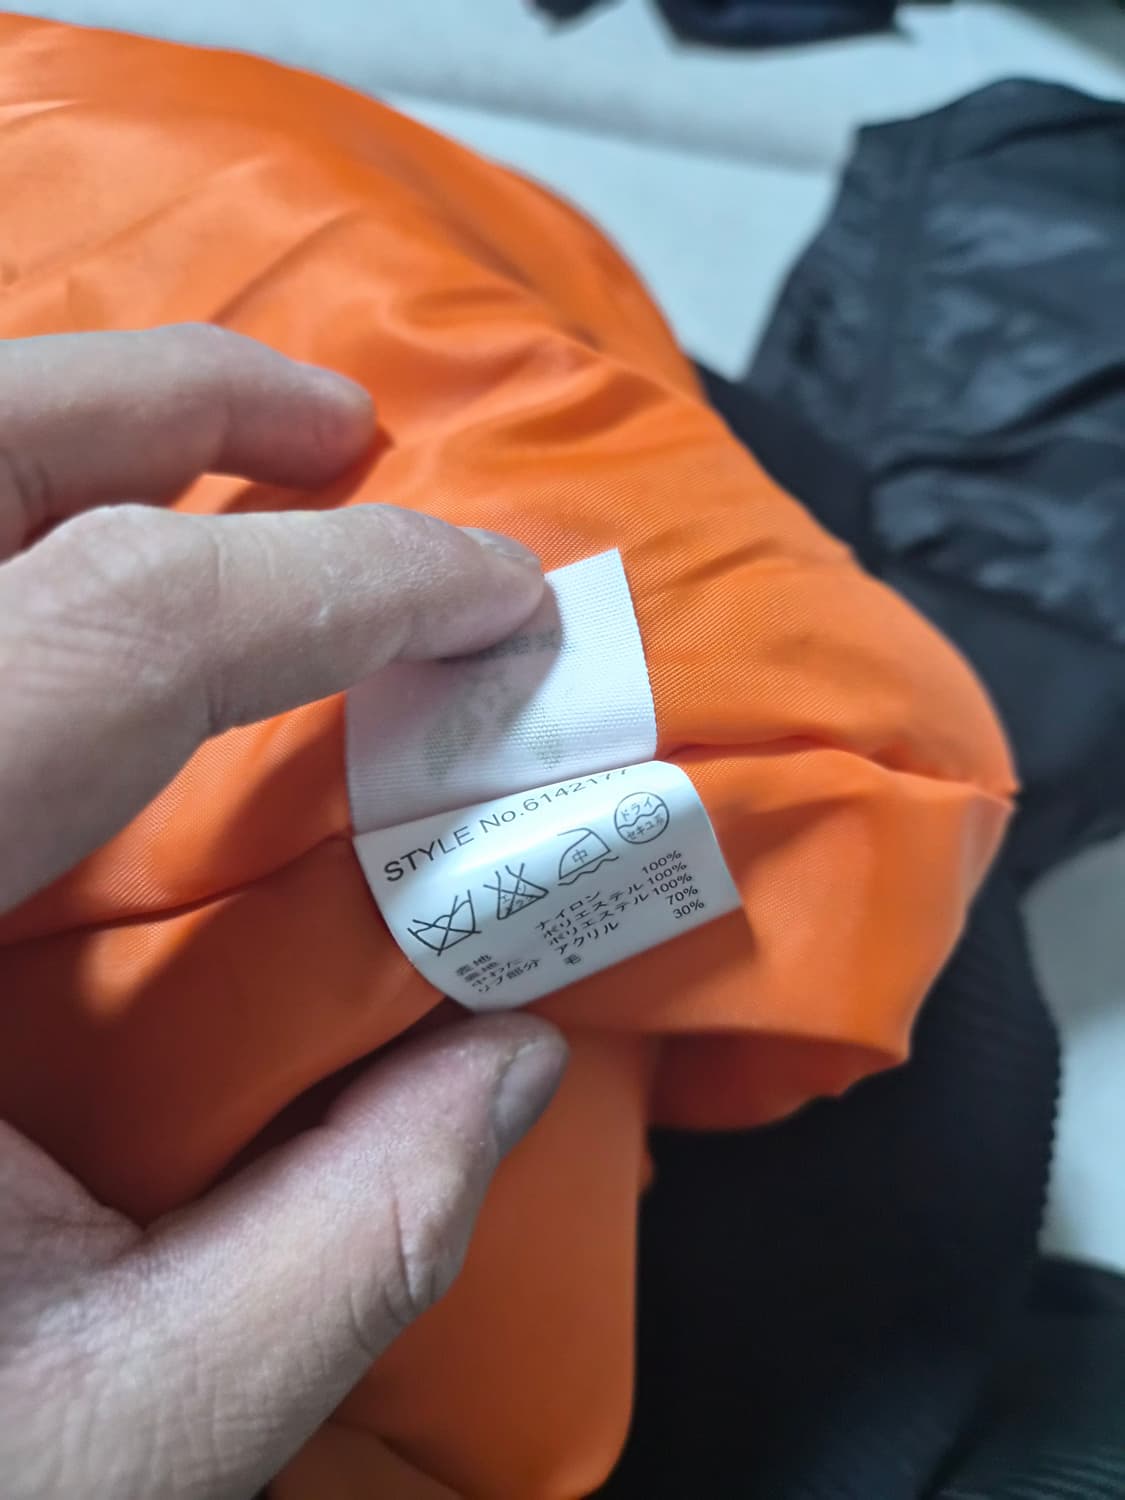 STYLE No.6142177
ドライ
セキユ系
中
表地 ナイロン 100%
裏地 ポリエステル 100%
中わた ポリエステル 100%
リブ部分 アクリル 70%
毛 30%